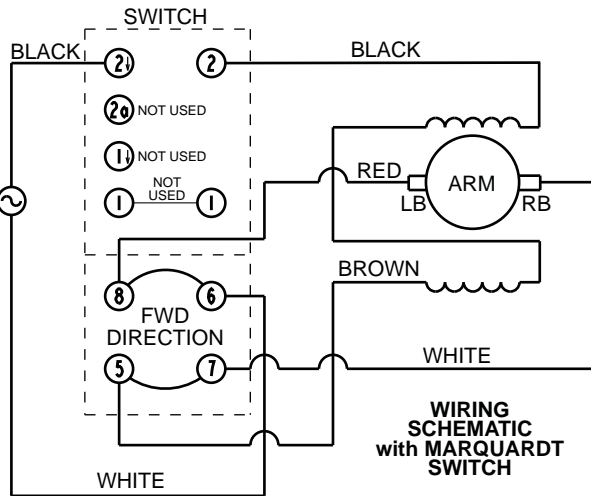 SWITCH
BLACK
2↓
2
BLACK
2a NOT USED
1↓ NOT USED
1
NOT
USED
1
RED
ARM
LB
RB
8
6
BROWN
FWD
DIRECTION
5
7
WHITE
WIRING
SCHEMATIC
with MARQUARDT
SWITCH
WHITE